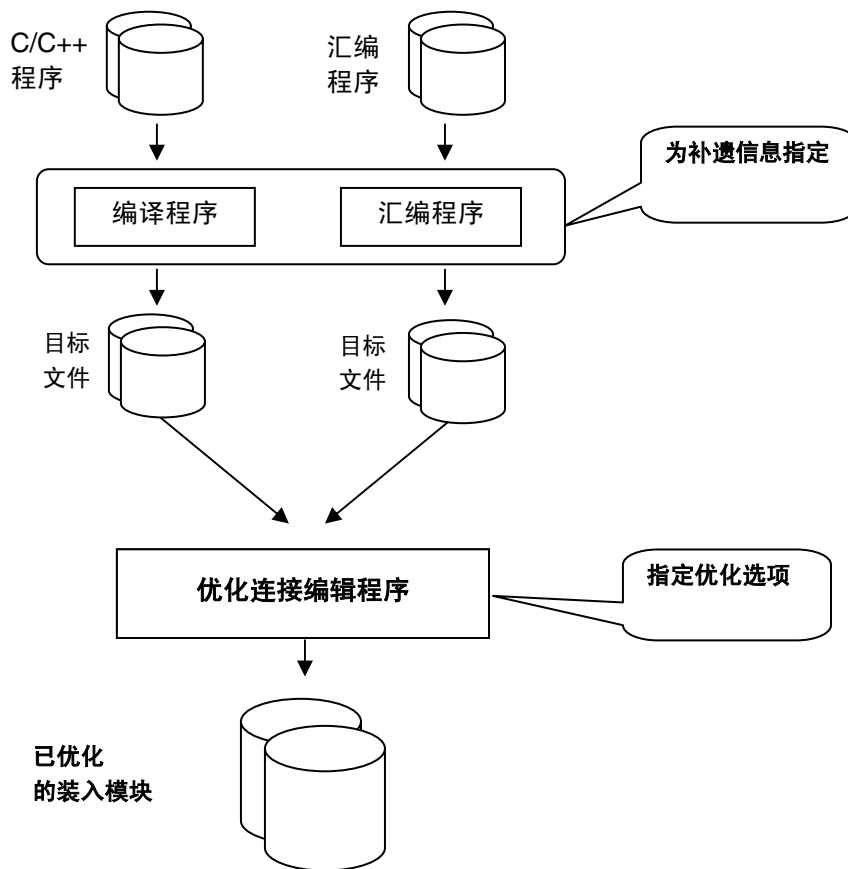 C/C++
程序
汇编
程序
为补遗信息指定
编译程序
汇编程序
目标
文件
目标
文件
优化连接编辑程序
指定优化选项
已优化
的装入模块